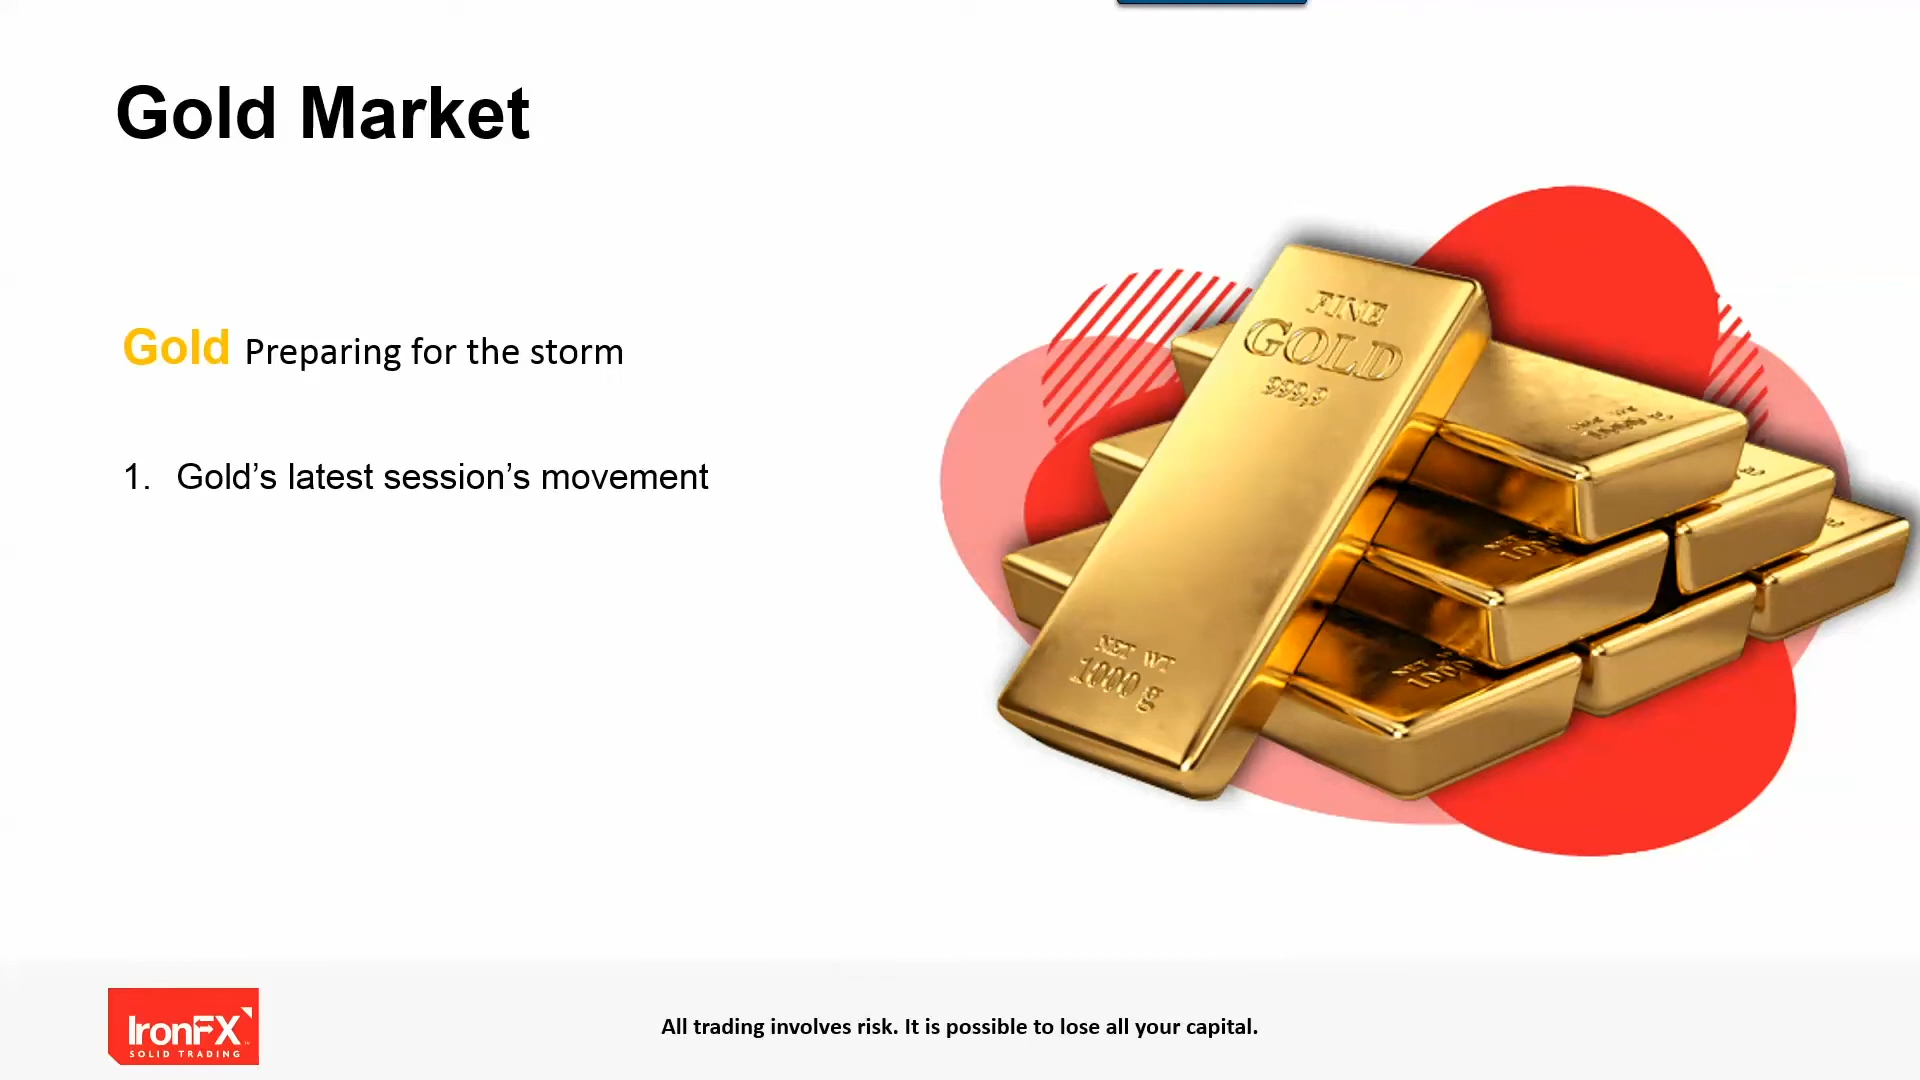 Gold Market
Gold Preparing for the storm
1. Gold’s latest session’s movement
FINE
GOLD
999,9
1000 g
NET WT
1000 g
IronFX
SOLID TRADING
All trading involves risk. It is possible to lose all your capital.